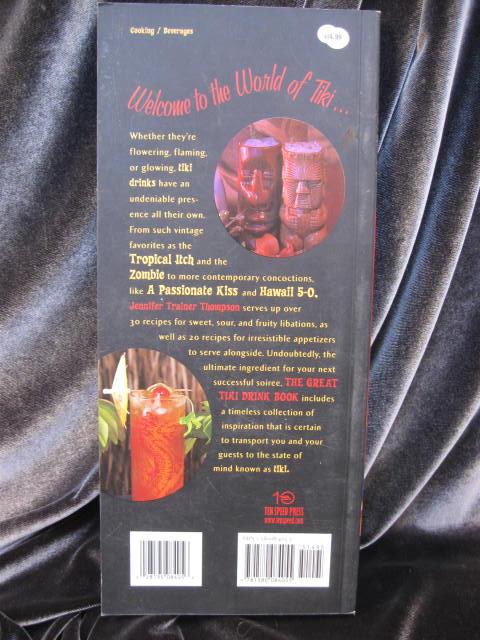 Cooking / Beverages
Welcome to the World of Tiki...
Whether they're
flowering, flaming,
or glowing, tiki
drinks have an
undeniable pres-
ence all their own.
From such vintage
favorites as the
Tropical Itch and the
Zombie to more contemporary concoctions,
like A Passionate Kiss and Hawaii 5-0,
Jennifer Trainer Thompson serves up over
30 recipes for sweet, sour, and fruity libations, as
well as 20 recipes for irresistible appetizers
to serve alongside. Undoubtedly, the
ultimate ingredient for your next
successful soiree, THE GREAT
TIKI DRINK BOOK includes
a timeless collection of
inspiration that is certain
to transport you and your
guests to the state of
mind known as tiki.
TEN SPEED PRESS
www.tenspeed.com